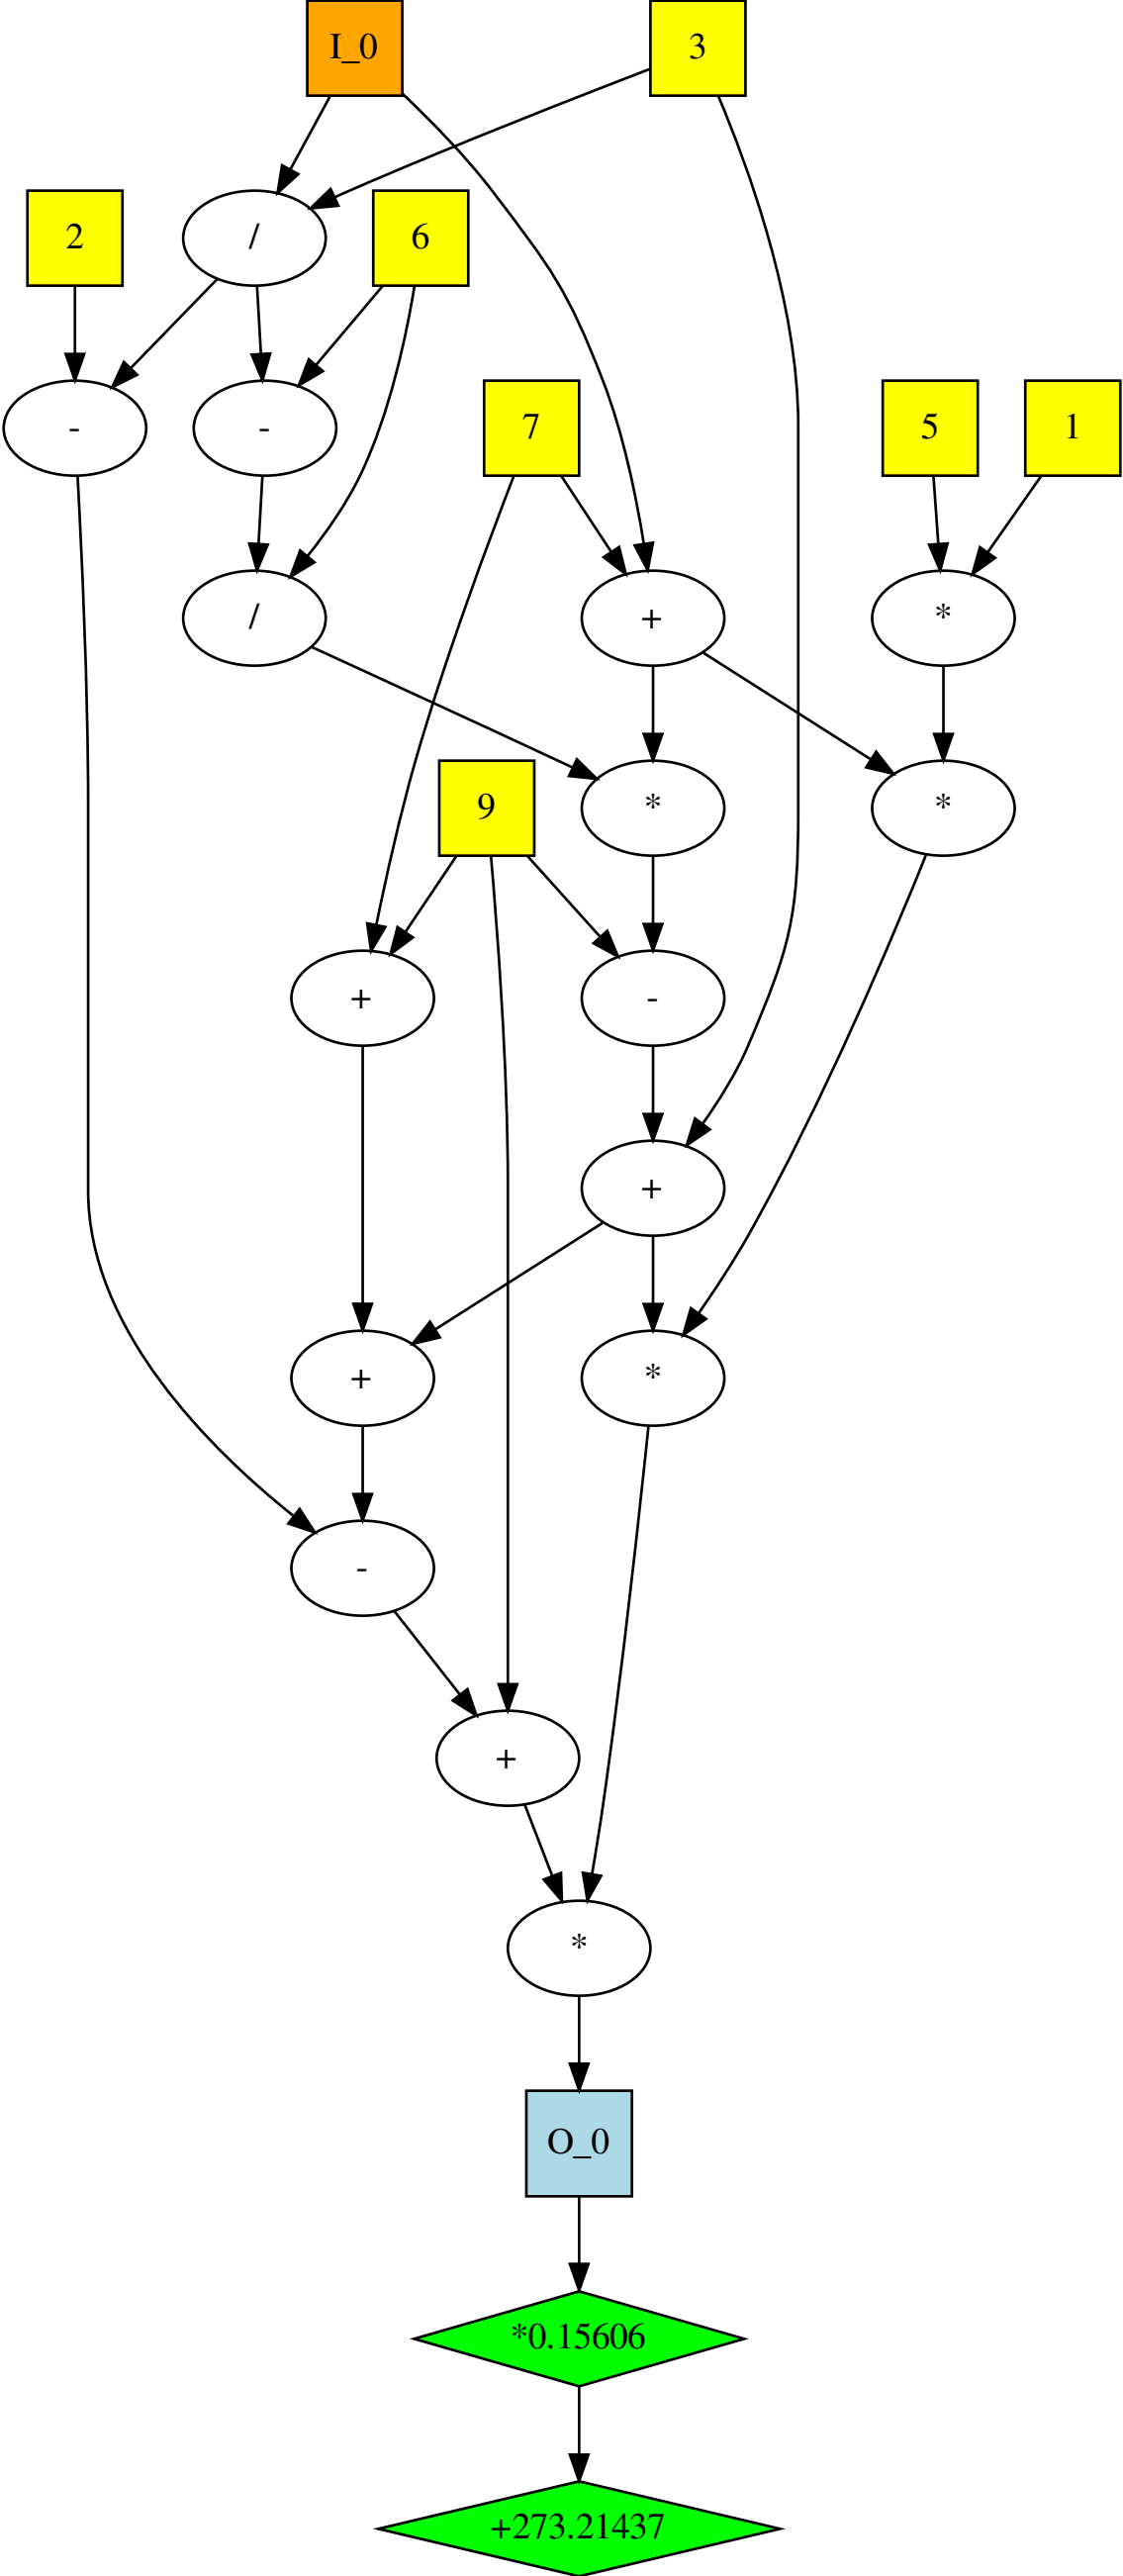 I_0 3
2 / 6
- - 7 5 1
/ + *
9 * *
+ -
+
+ *
-
+
*
O_0
*0.15606
+273.21437